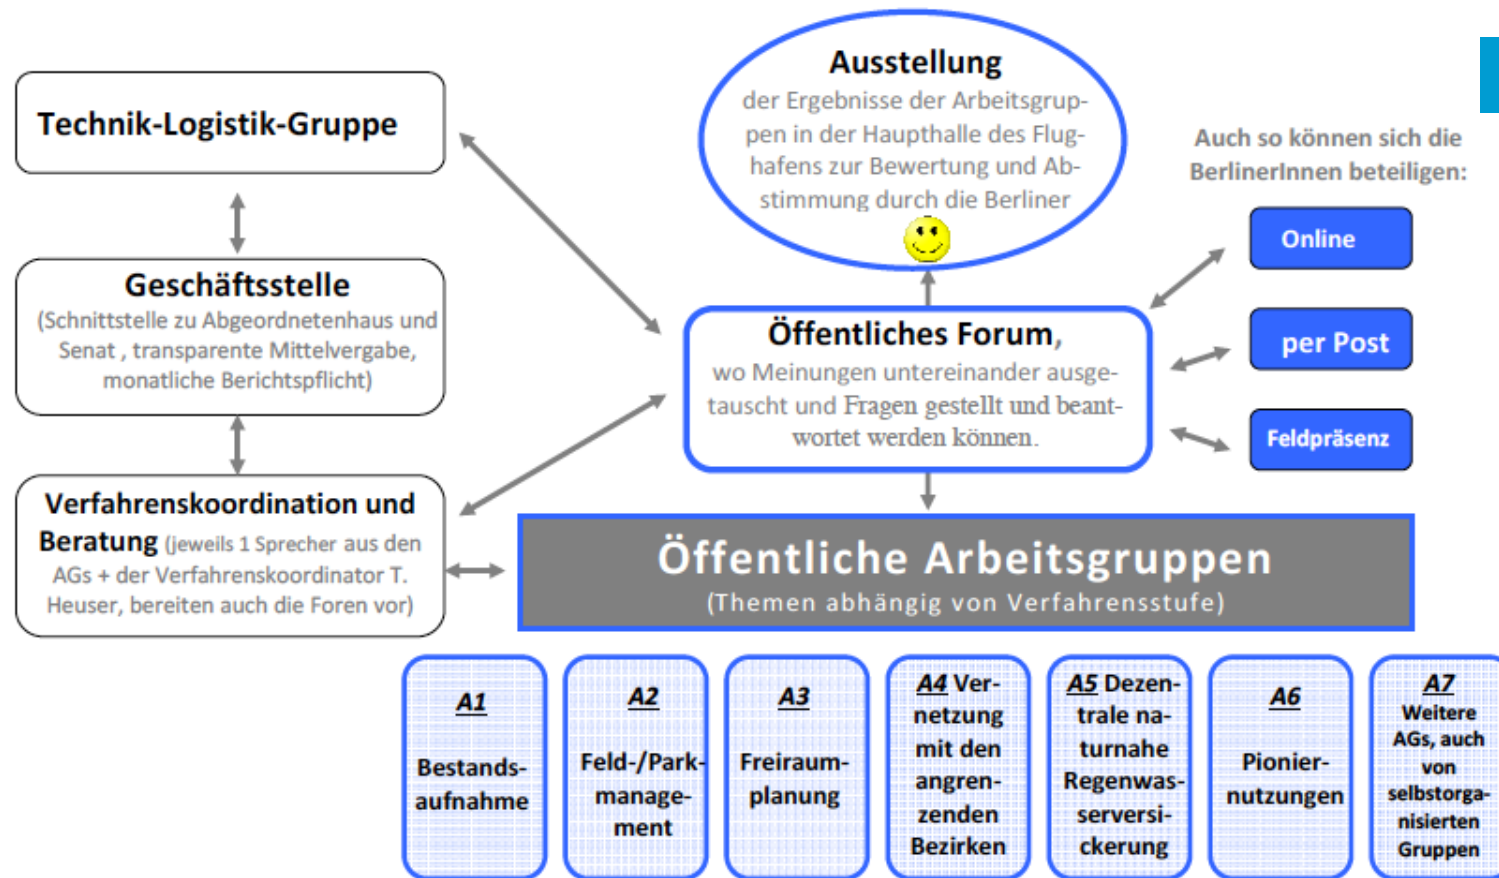 Technik-Logistik-Gruppe
Geschäftsstelle
(Schnittstelle zu Abgeordnetenhaus und
Senat , transparente Mittelvergabe,
monatliche Berichtspflicht)
Verfahrenskoordination und
Beratung (jeweils 1 Sprecher aus den
AGs + der Verfahrenskoordinator T.
Heuser, bereiten auch die Foren vor)
Ausstellung
der Ergebnisse der Arbeitsgrup-
pen in der Haupthalle des Flug-
hafens zur Bewertung und Ab-
stimmung durch die Berliner
Öffentliches Forum,
wo Meinungen untereinander ausge-
tauscht und Fragen gestellt und beant-
wortet werden können.
Auch so können sich die
BerlinerInnen beteiligen:
Online
per Post
Feldpräsenz
Öffentliche Arbeitsgruppen
(Themen abhängig von Verfahrensstufe)
A1
Bestands-
aufnahme
A2
Feld-/Park-
manage-
ment
A3
Freiraum-
planung
A4 Ver-
netzung
mit den
angren-
zenden
Bezirken
A5 Dezen-
trale na-
turnahe
Regenwas-
serversi-
ckerung
A6
Pionier-
nutzungen
A7
Weitere
AGs, auch
von
selbstorga-
nisierten
Gruppen